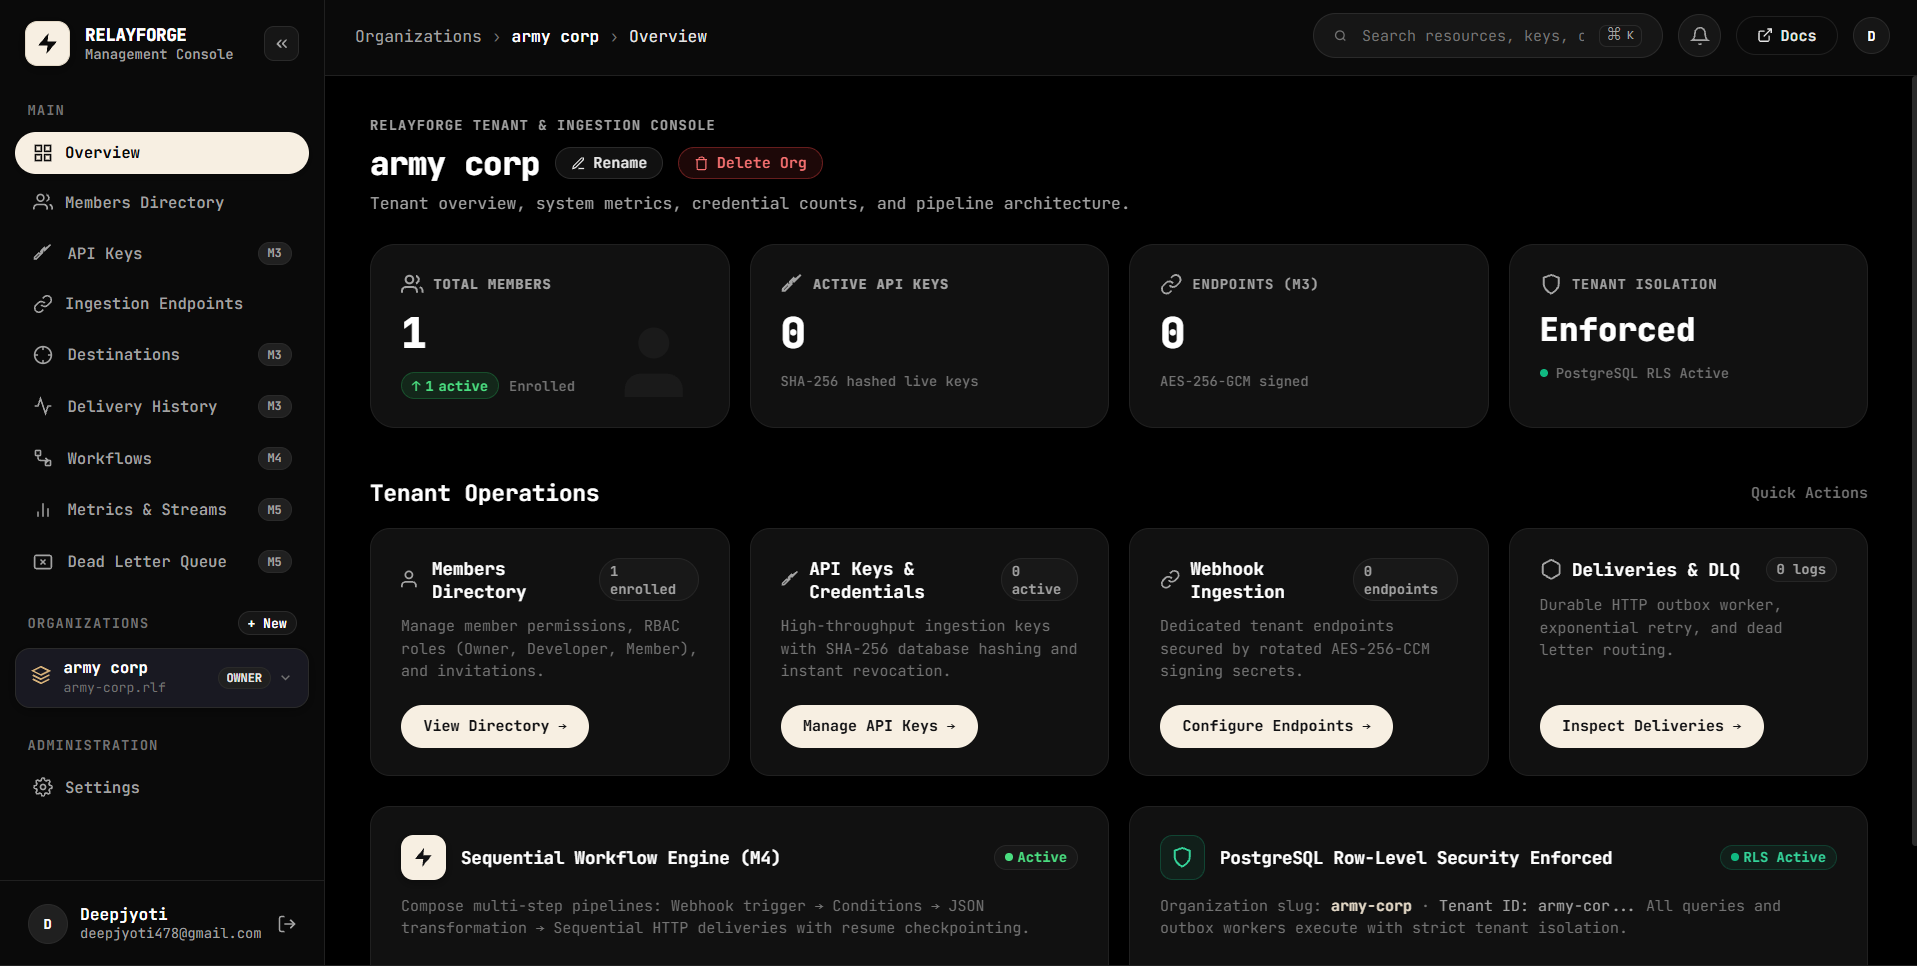 RELAYFORGE
Management Console
MAIN
Overview
Members Directory
API Keys M3
Ingestion Endpoints
Destinations M3
Delivery History M3
Workflows M4
Metrics & Streams M5
Dead Letter Queue M5
ORGANIZATIONS + New
army corp
army-corp.rlf
OWNER
ADMINISTRATION
Settings
D
Deepjyoti
deepjyoti478@gmail.com
Organizations › army corp › Overview
Search resources, keys, c ⌘ K
Docs
D
RELAYFORGE TENANT & INGESTION CONSOLE
army corp Rename Delete Org
Tenant overview, system metrics, credential counts, and pipeline architecture.
TOTAL MEMBERS
1
↑ 1 active Enrolled
ACTIVE API KEYS
0
SHA-256 hashed live keys
ENDPOINTS (M3)
0
AES-256-GCM signed
TENANT ISOLATION
Enforced
PostgreSQL RLS Active
Tenant Operations Quick Actions
Members
Directory
1
enrolled
Manage member permissions, RBAC
roles (Owner, Developer, Member),
and invitations.
View Directory →
API Keys &
Credentials
0
active
High-throughput ingestion keys
with SHA-256 database hashing and
instant revocation.
Manage API Keys →
Webhook
Ingestion
0
endpoints
Dedicated tenant endpoints
secured by rotated AES-256-CCM
signing secrets.
Configure Endpoints →
Deliveries & DLQ 0 logs
Durable HTTP outbox worker,
exponential retry, and dead
letter routing.
Inspect Deliveries →
Sequential Workflow Engine (M4) Active
Compose multi-step pipelines: Webhook trigger → Conditions → JSON
transformation → Sequential HTTP deliveries with resume checkpointing.
PostgreSQL Row-Level Security Enforced RLS Active
Organization slug: army-corp · Tenant ID: army-cor... All queries and
outbox workers execute with strict tenant isolation.